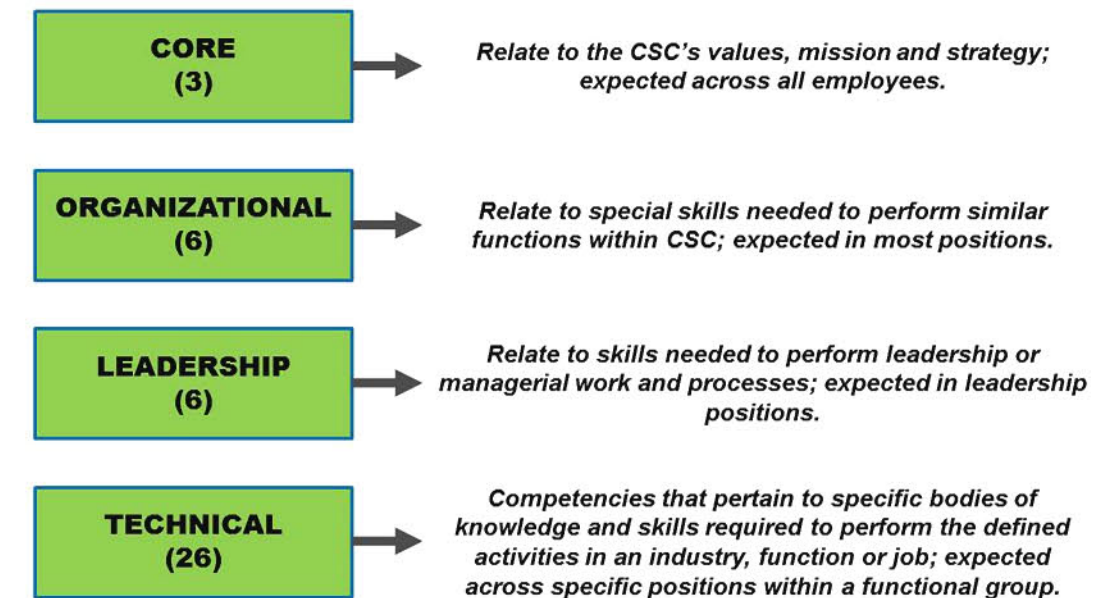 CORE
(3)
Relate to the CSC's values, mission and strategy;
expected across all employees.
ORGANIZATIONAL
(6)
Relate to special skills needed to perform similar
functions within CSC; expected in most positions.
LEADERSHIP
(6)
Relate to skills needed to perform leadership or
managerial work and processes; expected in leadership
positions.
TECHNICAL
(26)
Competencies that pertain to specific bodies of
knowledge and skills required to perform the defined
activities in an industry, function or job; expected
across specific positions within a functional group.